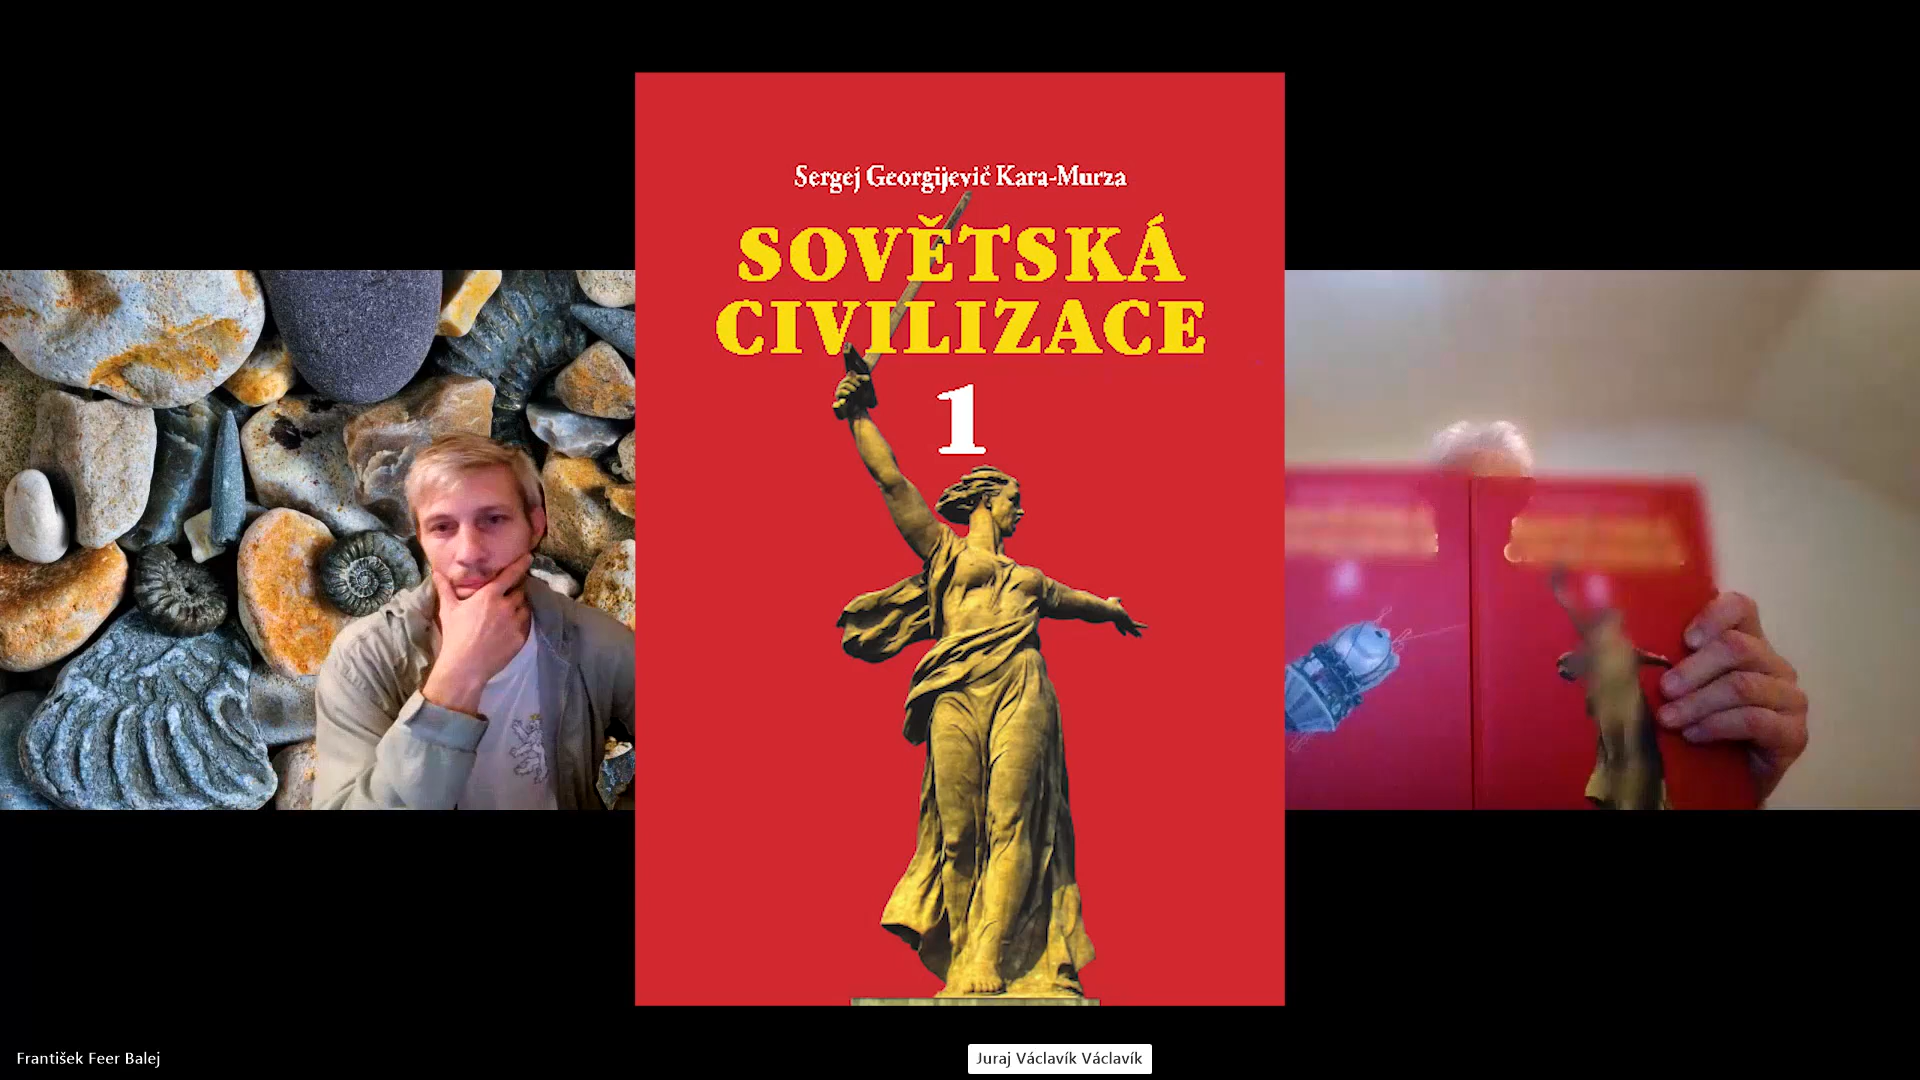 Sergej Georgijevič Kara-Murza
SOVĚTSKÁ
CIVILIZACE
1
František Feer Balej
Juraj Václavík Václavík